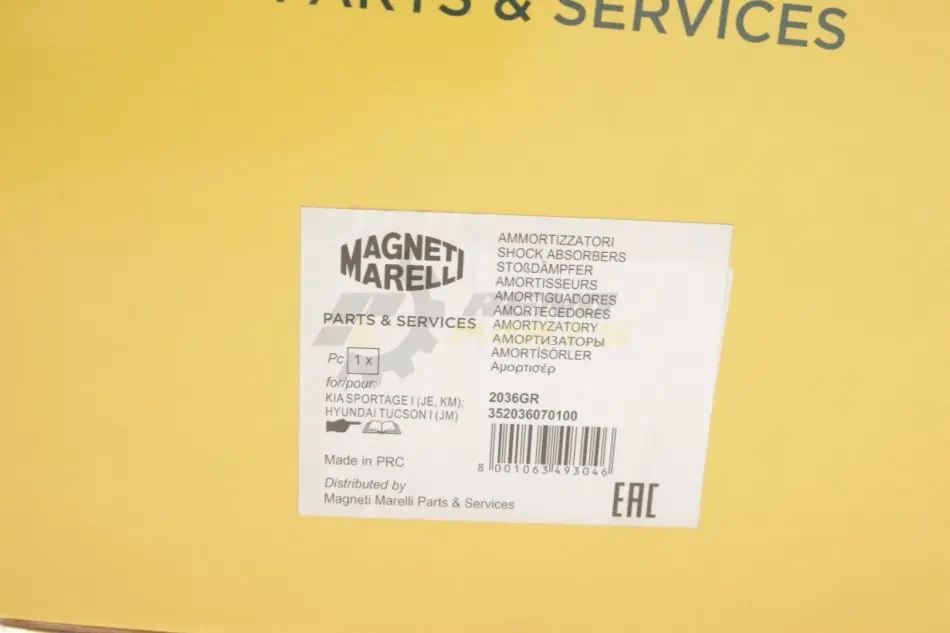 PARTS & SERVICES
MAGNETI
MARELLI
PARTS & SERVICES
Pc 1 x
for/pour:
KIA SPORTAGE I (JE, KM);
HYUNDAI TUCSON I (JM)
Made in PRC
Distributed by
Magneti Marelli Parts & Services
AMMORTIZZATORI
SHOCK ABSORBERS
STOßDÄMPFER
AMORTISSEURS
AMORTIGUADORES
AMORTECEDORES
AMORTYZATORY
АМОРТИЗАТОРЫ
AMORTİSÖRLER
Αμορτισέρ
2036GR
352036070100
8 001063 493046
EAC